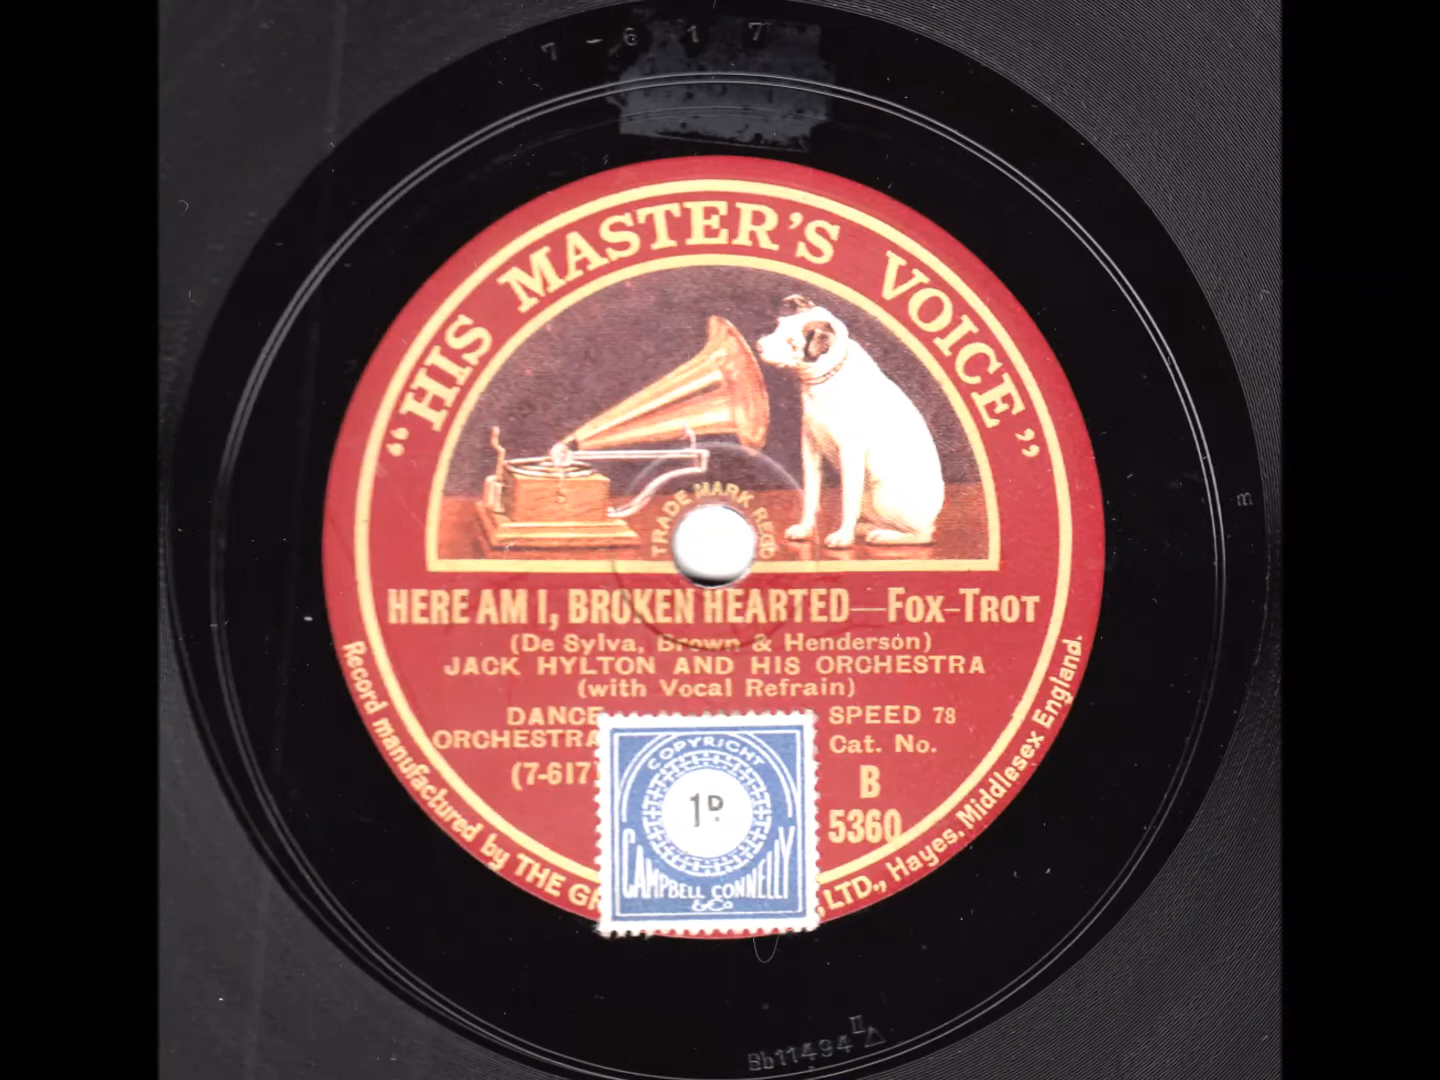 7-617
"HIS MASTER'S VOICE"
TRADE MARK REGD
HERE AM I, BROKEN HEARTED—FOX-TROT
(De Sylva, Brown & Henderson)
JACK HYLTON AND HIS ORCHESTRA
(with Vocal Refrain)
DANCE
ORCHESTRA
(7-617)
SPEED 78
Cat. No.
B
5360
COPYRIGHT
1D.
CAMPBELL CONNELLY
& Co
Record manufactured by THE GR
, LTD., Hayes, Middlesex England.
m
Bb11494 II △